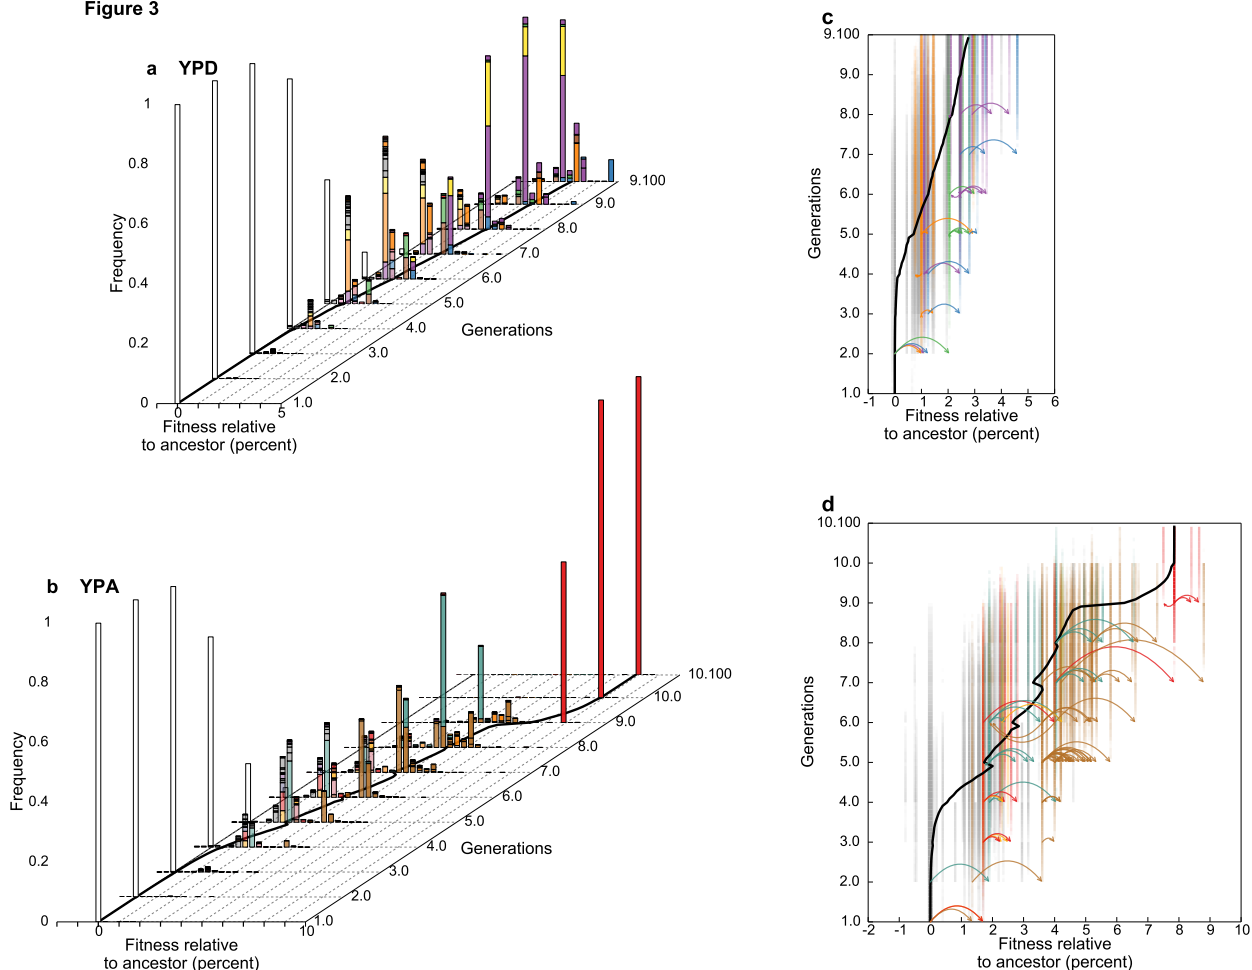 Figure 3
a YPD
1
0.8
0.6
0.4
0.2
0
Frequency
0
5
Fitness relative
to ancestor (percent)
1.0
2.0
3.0
4.0
5.0
6.0
7.0
8.0
9.0
9.100
Generations
b YPA
1
0.8
0.6
0.4
0.2
0
Frequency
0
10
Fitness relative
to ancestor (percent)
1.0
2.0
3.0
4.0
5.0
6.0
7.0
8.0
9.0
10.0
10.100
Generations
c
9.100
9.0
8.0
7.0
6.0
5.0
4.0
3.0
2.0
1.0
Generations
-1 0 1 2 3 4 5 6
Fitness relative
to ancestor (percent)
d
10.100
10.0
9.0
8.0
7.0
6.0
5.0
4.0
3.0
2.0
1.0
Generations
-2 -1 0 1 2 3 4 5 6 7 8 9 10
Fitness relative
to ancestor (percent)